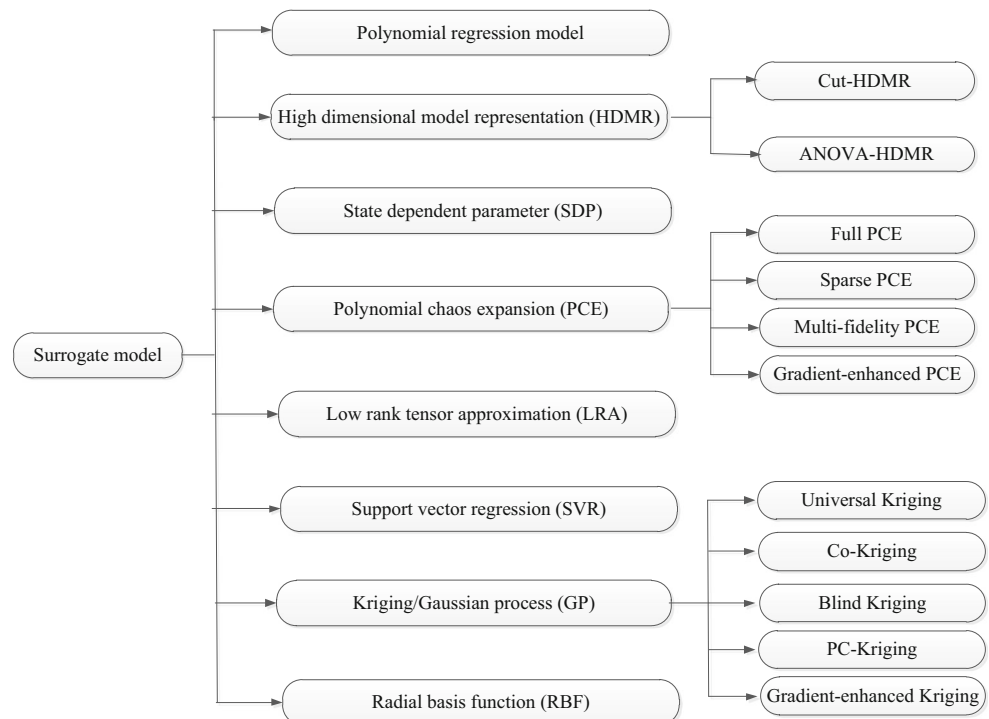 Polynomial regression model
High dimensional model representation (HDMR)
Cut-HDMR
ANOVA-HDMR
State dependent parameter (SDP)
Polynomial chaos expansion (PCE)
Full PCE
Sparse PCE
Multi-fidelity PCE
Gradient-enhanced PCE
Surrogate model
Low rank tensor approximation (LRA)
Support vector regression (SVR)
Kriging/Gaussian process (GP)
Universal Kriging
Co-Kriging
Blind Kriging
PC-Kriging
Gradient-enhanced Kriging
Radial basis function (RBF)